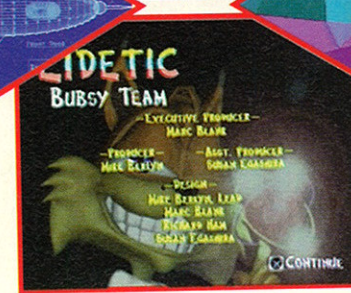 EIDETIC
BUBSY TEAM
—EXECUTIVE PRODUCER—
MARC BLANK
—PRODUCER—
MIKE BERLYN
—ASST. PRODUCER—
SUSAN EGASHIRA
—DESIGN—
MIKE BERLYN, LEAD
MARC BLANK
RICHARD HAM
SUSAN EGASHIRA
CONTINUE